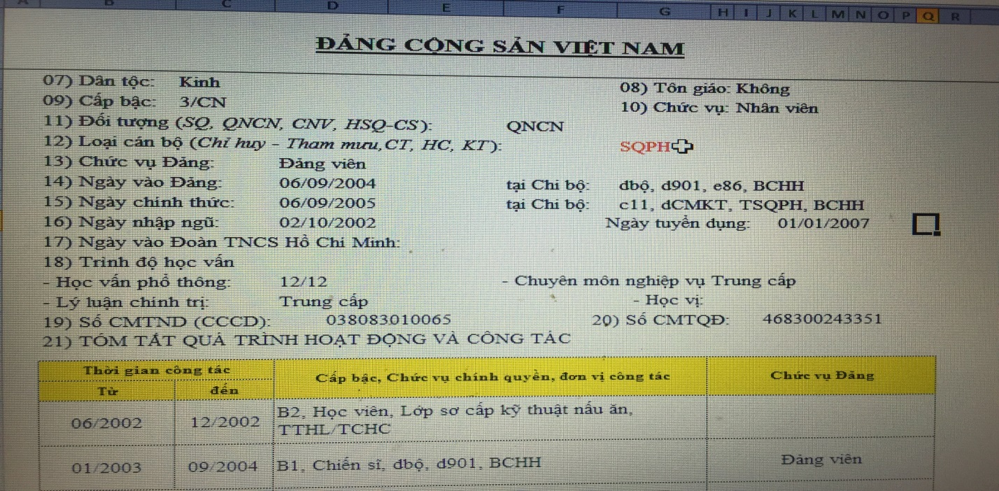 B C D E F G H I J K L M N O P Q R
ĐẢNG CỘNG SẢN VIỆT NAM
07) Dân tộc: Kinh 08) Tôn giáo: Không
09) Cấp bậc: 3/CN 10) Chức vụ: Nhân viên
11) Đối tượng (SQ, QNCN, CNV, HSQ-CS): QNCN
12) Loại cán bộ (Chỉ huy - Tham mưu,CT, HC, KT): SQPH
13) Chức vụ Đảng: Đảng viên
14) Ngày vào Đảng: 06/09/2004 tại Chi bộ: dbộ, d901, e86, BCHH
15) Ngày chính thức: 06/09/2005 tại Chi bộ: c11, dCMKT, TSQPH, BCHH
16) Ngày nhập ngũ: 02/10/2002 Ngày tuyển dụng: 01/01/2007
17) Ngày vào Đoàn TNCS Hồ Chí Minh:
18) Trình độ học vấn
- Học vấn phổ thông: 12/12 - Chuyên môn nghiệp vụ Trung cấp
- Lý luận chính trị: Trung cấp - Học vị:
19) Số CMTND (CCCD): 038083010065 20) Số CMTQĐ: 468300243351
21) TÓM TẮT QUÁ TRÌNH HOẠT ĐỘNG VÀ CÔNG TÁC
Thời gian công tác
Từ đến
Cấp bậc, Chức vụ chính quyền, đơn vị công tác
Chức vụ Đảng
06/2002 12/2002 B2, Học viên, Lớp sơ cấp kỹ thuật nấu ăn,
TTHL/TCHC
01/2003 09/2004 B1, Chiến sĩ, dbộ, d901, BCHH Đảng viên